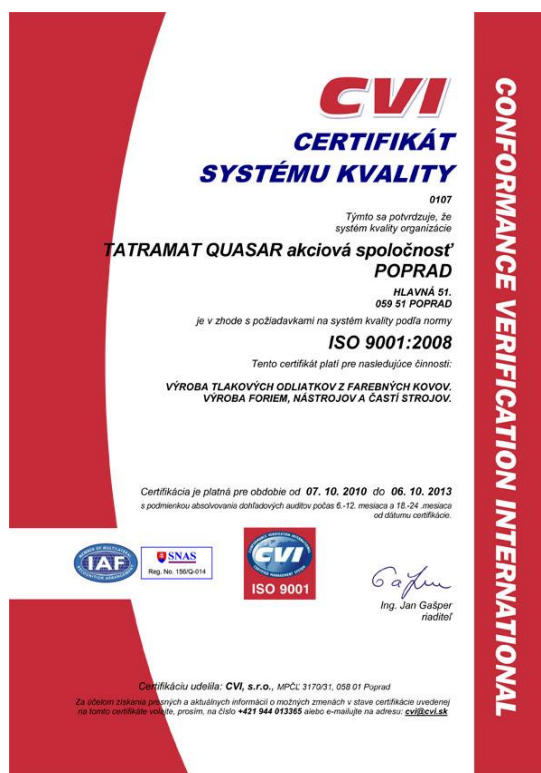 CVI
CERTIFIKÁT
SYSTÉMU KVALITY
0107
Týmto sa potvrdzuje, že
systém kvality organizácie
TATRAMAT QUASAR akciová spoločnosť
POPRAD
HLAVNÁ 51.
059 51 POPRAD
je v zhode s požiadavkami na systém kvality podľa normy
ISO 9001:2008
Tento certifikát platí pre nasledujúce činnosti:
VÝROBA TLAKOVÝCH ODLIATKOV Z FAREBNÝCH KOVOV.
VÝROBA FORIEM, NÁSTROJOV A ČASTÍ STROJOV.
Certifikácia je platná pre obdobie od 07. 10. 2010 do 06. 10. 2013
s podmienkou absolvovania dohľadových auditov počas 6.-12. mesiaca a 18.-24 .mesiaca
od dátumu certifikácie.
IAF
SNAS
Reg. No. 156/Q-014
CVI
ISO 9001
Ing. Jan Gašper
riaditeľ
Certifikáciu udelila: CVI, s.r.o., MPČĽ 3170/31, 058 01 Poprad
Za účelom získania presných a aktuálnych informácií o možných zmenách v stave certifikácie uvedenej
na tomto certifikáte volajte, prosím, na číslo +421 944 013365 alebo e-mailujte na adresu: cvi@cvi.sk
CONFORMANCE VERIFICATION INTERNATIONAL